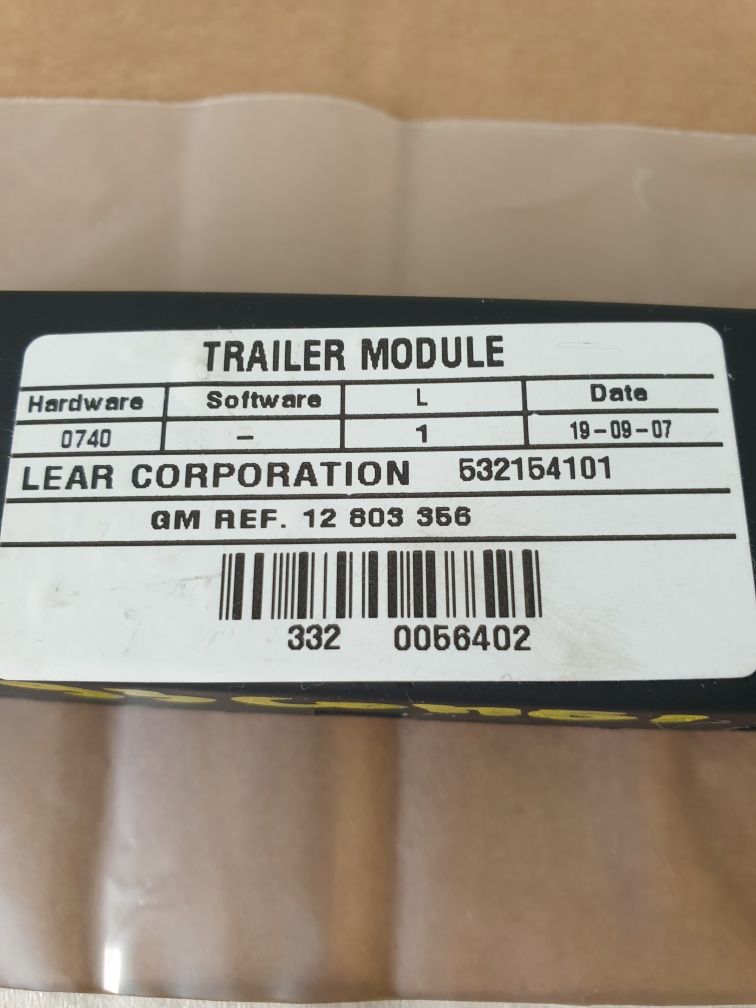 TRAILER MODULE
Hardware Software L Date
0740 - 1 19-09-07
LEAR CORPORATION 532154101
GM REF. 12 803 356
332 0056402